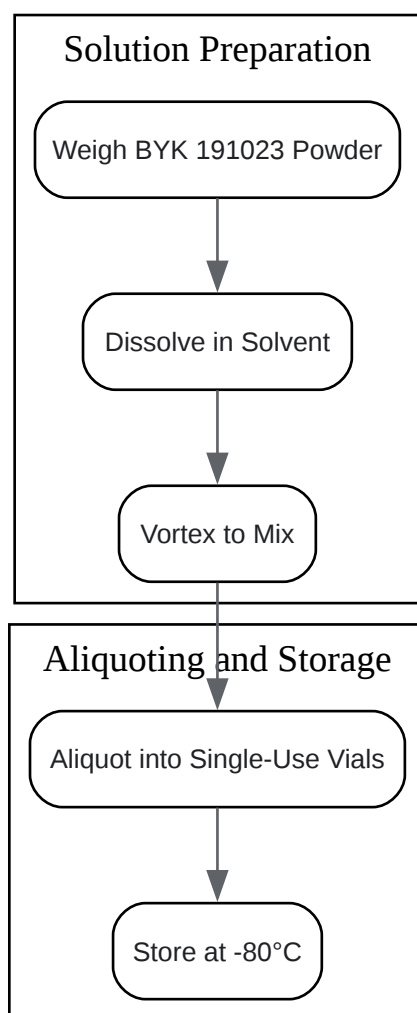 Solution Preparation
Weigh BYK 191023 Powder
Dissolve in Solvent
Vortex to Mix
Aliquoting and Storage
Aliquot into Single-Use Vials
Store at -80°C